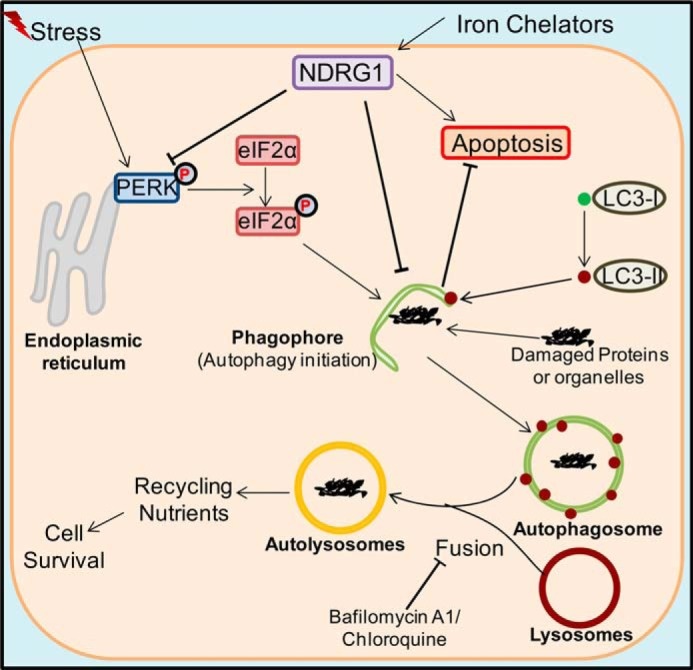 Stress
Iron Chelators
NDRG1
Apoptosis
eIF2α
P
PERK
P
eIF2α
LC3-I
LC3-II
Endoplasmic
reticulum
Phagophore
(Autophagy initiation)
Damaged Proteins
or organelles
Autophagosome
Recycling
Nutrients
Autolysosomes
Cell
Survival
Fusion
Bafilomycin A1/
Chloroquine
Lysosomes